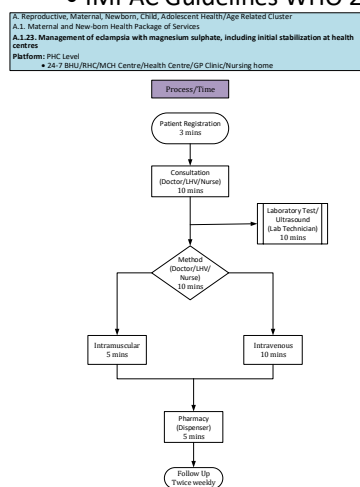 • IMPAC Guidelines WHO 2
A. Reproductive, Maternal, Newborn, Child, Adolescent Health/Age Related Cluster
A.1. Maternal and New-born Health Package of Services
A.1.23. Management of eclampsia with magnesium sulphate, including initial stabilization at health
centres
Platform: PHC Level
• 24-7 BHU/RHC/MCH Centre/Health Centre/GP Clinic/Nursing home
Process/Time
Patient Registration
3 mins
Consultation
(Doctor/LHV/Nurse)
10 mins
Laboratory Test/
Ultrasound
(Lab Technician)
10 mins
Method
(Doctor/LHV/
Nurse)
10 mins
Intramuscular
5 mins
Intravenous
10 mins
Pharmacy
(Dispenser)
5 mins
Follow Up
Twice weekly